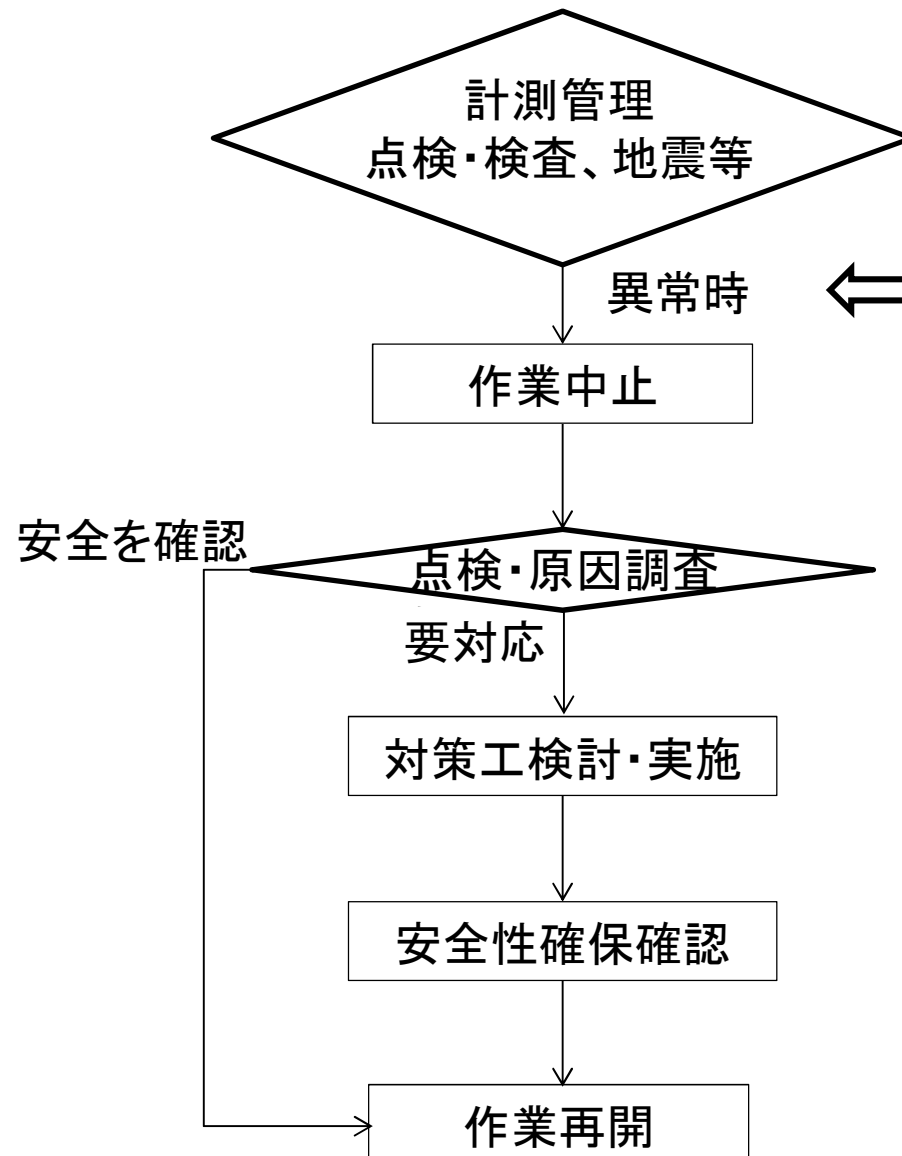 計測管理
点検・検査、地震等
異常時
作業中止
安全を確認
点検・原因調査
要対応
対策工検討・実施
安全性確保確認
作業再開